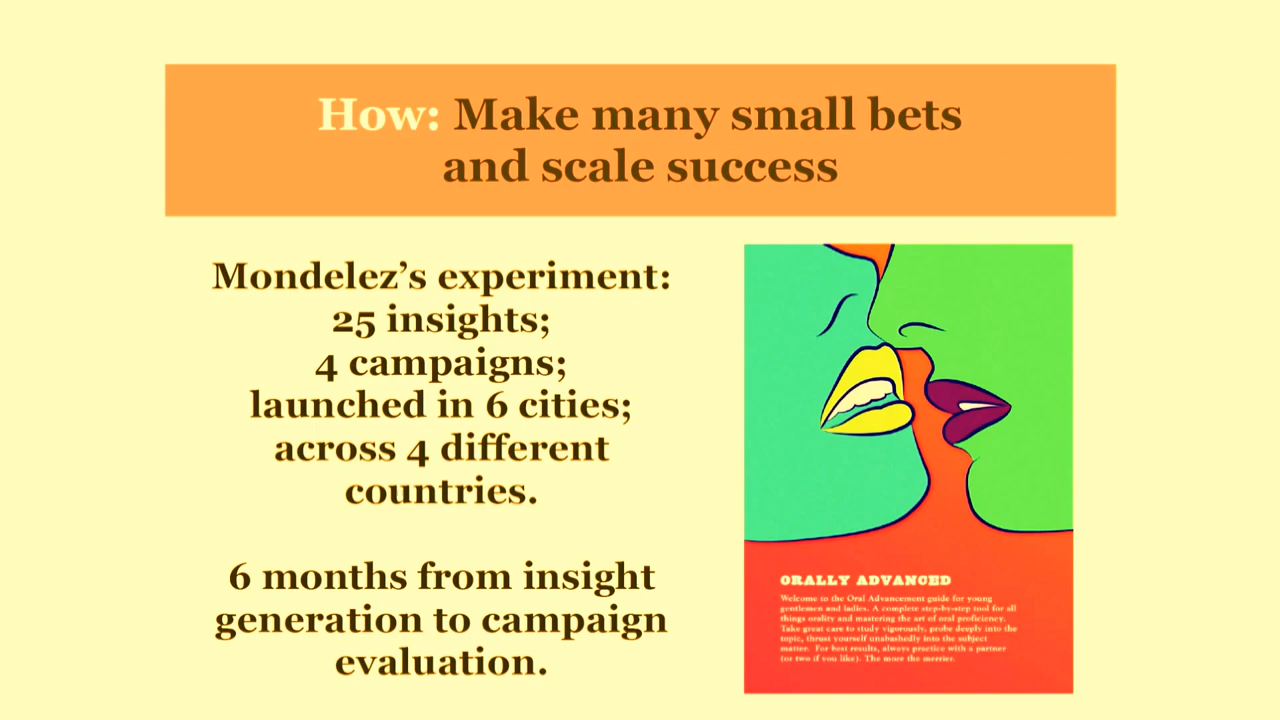 How: Make many small bets
and scale success
Mondelez’s experiment:
25 insights;
4 campaigns;
launched in 6 cities;
across 4 different
countries.
6 months from insight
generation to campaign
evaluation.
ORALLY ADVANCED
Welcome to the Oral Advancement guide for young
gentlemen and ladies. A complete step-by-step tool for all
things orality and mastering the art of oral proficiency.
Take great care to study vigorously, probe deeply into the
topic, thrust yourself unabashedly into the subject
matter. For best results, always practice with a partner
(or two if you like). The more the merrier.